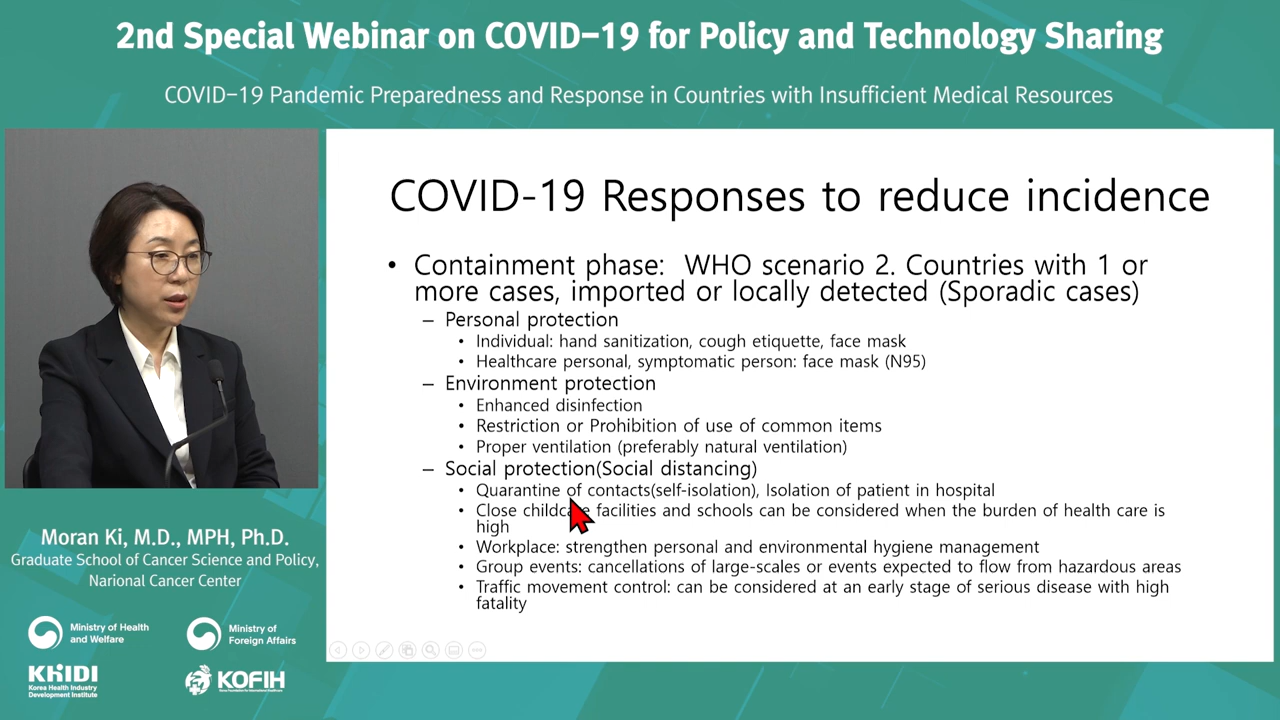 2nd Special Webinar on COVID-19 for Policy and Technology Sharing
COVID-19 Pandemic Preparedness and Response in Countries with Insufficient Medical Resources
COVID-19 Responses to reduce incidence
• Containment phase: WHO scenario 2. Countries with 1 or
more cases, imported or locally detected (Sporadic cases)
– Personal protection
• Individual: hand sanitization, cough etiquette, face mask
• Healthcare personal, symptomatic person: face mask (N95)
– Environment protection
• Enhanced disinfection
• Restriction or Prohibition of use of common items
• Proper ventilation (preferably natural ventilation)
– Social protection(Social distancing)
• Quarantine of contacts(self-isolation), Isolation of patient in hospital
• Close childcare facilities and schools can be considered when the burden of health care is
high
• Workplace: strengthen personal and environmental hygiene management
• Group events: cancellations of large-scales or events expected to flow from hazardous areas
• Traffic movement control: can be considered at an early stage of serious disease with high
fatality
Moran Ki, M.D., MPH, Ph.D.
Graduate School of Cancer Science and Policy,
Narional Cancer Center
Ministry of Health
and Welfare
Ministry of
Foreign Affairs
KHIDI
Korea Health Industry
Development Institute
KOFIH
Korea Foundation for International Healthcare